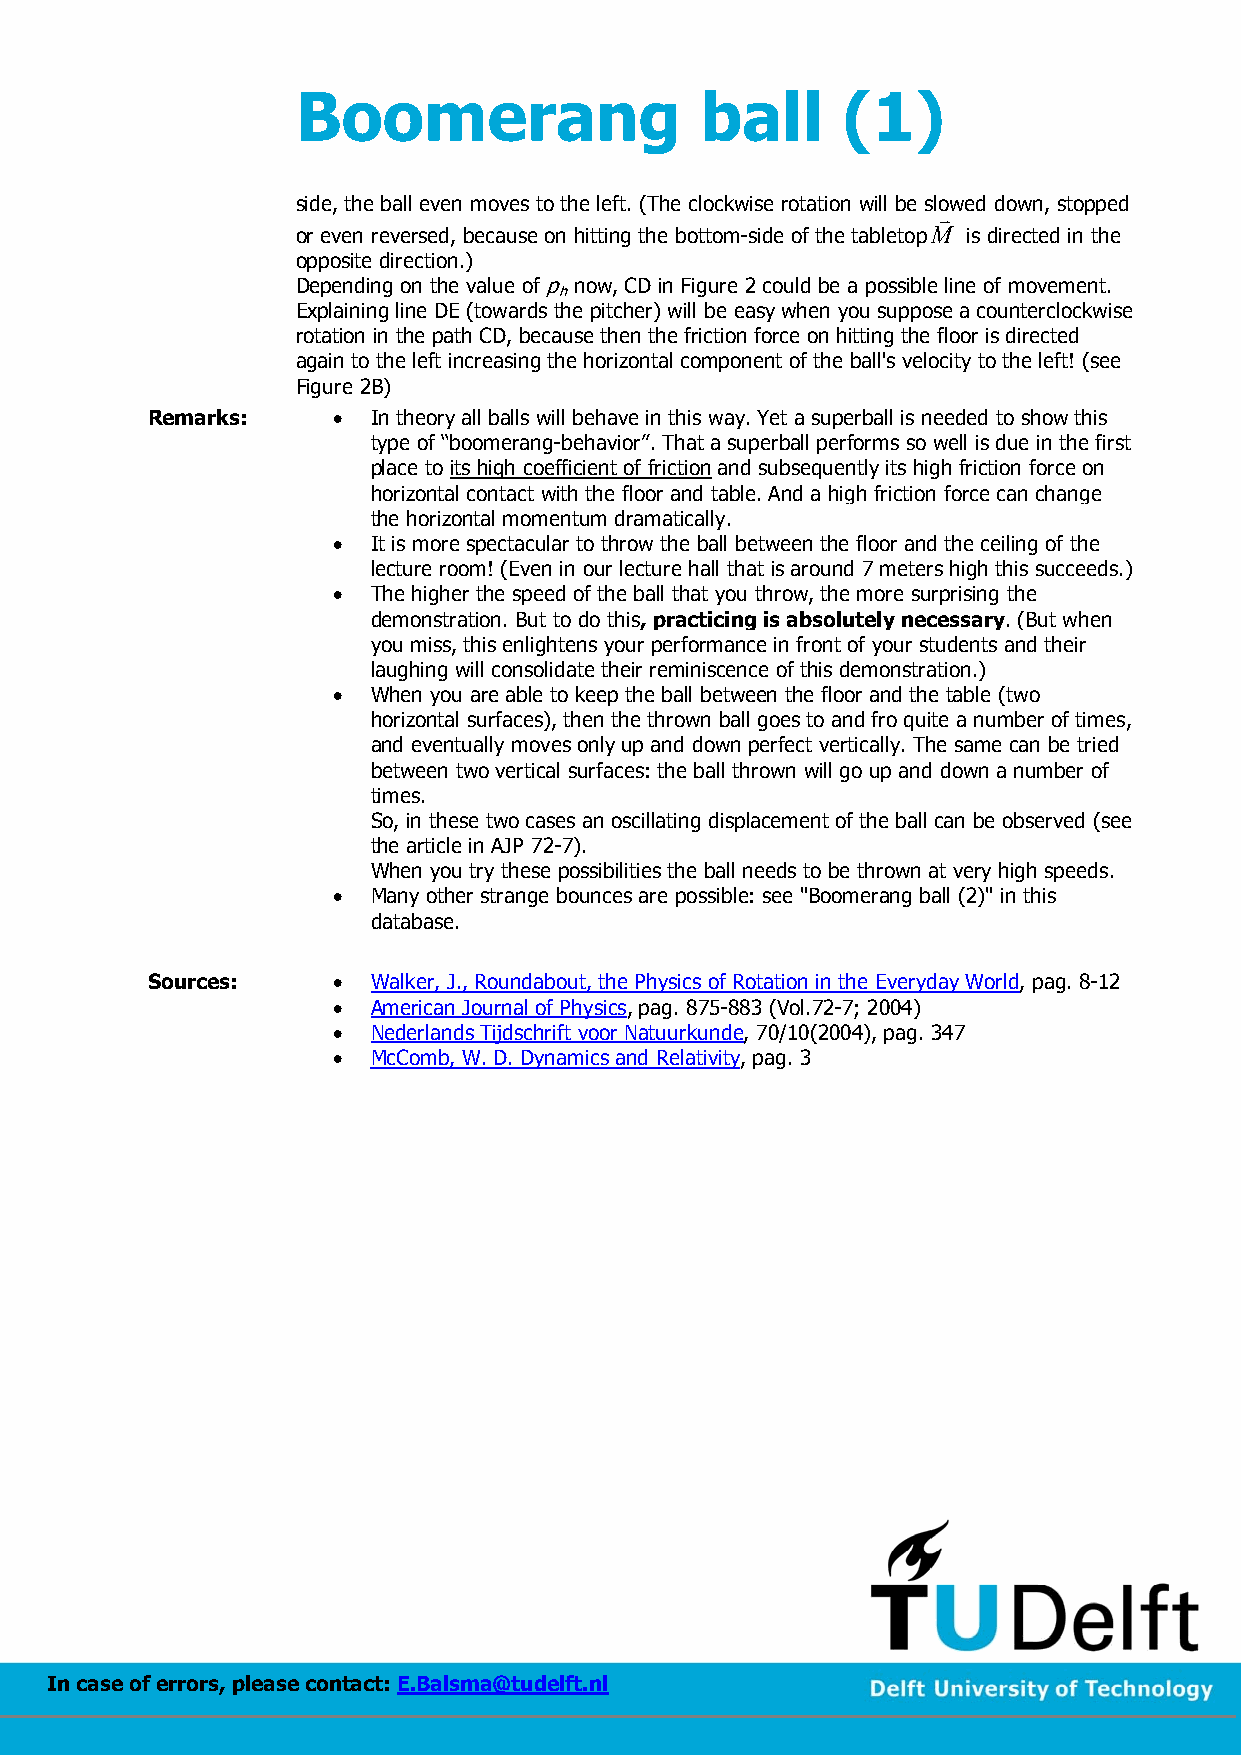 Boomerang ball (1)
side, the ball even moves to the left. (The clockwise rotation will be slowed down, stopped
or even reversed, because on hitting the bottom-side of the tabletop M⃗ is directed in the
opposite direction.)
Depending on the value of pₕ now, CD in Figure 2 could be a possible line of movement.
Explaining line DE (towards the pitcher) will be easy when you suppose a counterclockwise
rotation in the path CD, because then the friction force on hitting the floor is directed
again to the left increasing the horizontal component of the ball's velocity to the left! (see
Figure 2B)
Remarks: • In theory all balls will behave in this way. Yet a superball is needed to show this
type of “boomerang-behavior”. That a superball performs so well is due in the first
place to its high coefficient of friction and subsequently its high friction force on
horizontal contact with the floor and table. And a high friction force can change
the horizontal momentum dramatically.
• It is more spectacular to throw the ball between the floor and the ceiling of the
lecture room! (Even in our lecture hall that is around 7 meters high this succeeds.)
• The higher the speed of the ball that you throw, the more surprising the
demonstration. But to do this, practicing is absolutely necessary. (But when
you miss, this enlightens your performance in front of your students and their
laughing will consolidate their reminiscence of this demonstration.)
• When you are able to keep the ball between the floor and the table (two
horizontal surfaces), then the thrown ball goes to and fro quite a number of times,
and eventually moves only up and down perfect vertically. The same can be tried
between two vertical surfaces: the ball thrown will go up and down a number of
times.
So, in these two cases an oscillating displacement of the ball can be observed (see
the article in AJP 72-7).
When you try these possibilities the ball needs to be thrown at very high speeds.
• Many other strange bounces are possible: see "Boomerang ball (2)" in this
database.
Sources: • Walker, J., Roundabout, the Physics of Rotation in the Everyday World, pag. 8-12
• American Journal of Physics, pag. 875-883 (Vol.72-7; 2004)
• Nederlands Tijdschrift voor Natuurkunde, 70/10(2004), pag. 347
• McComb, W. D. Dynamics and Relativity, pag. 3
TUDelft
In case of errors, please contact: E.Balsma@tudelft.nl
Delft University of Technology